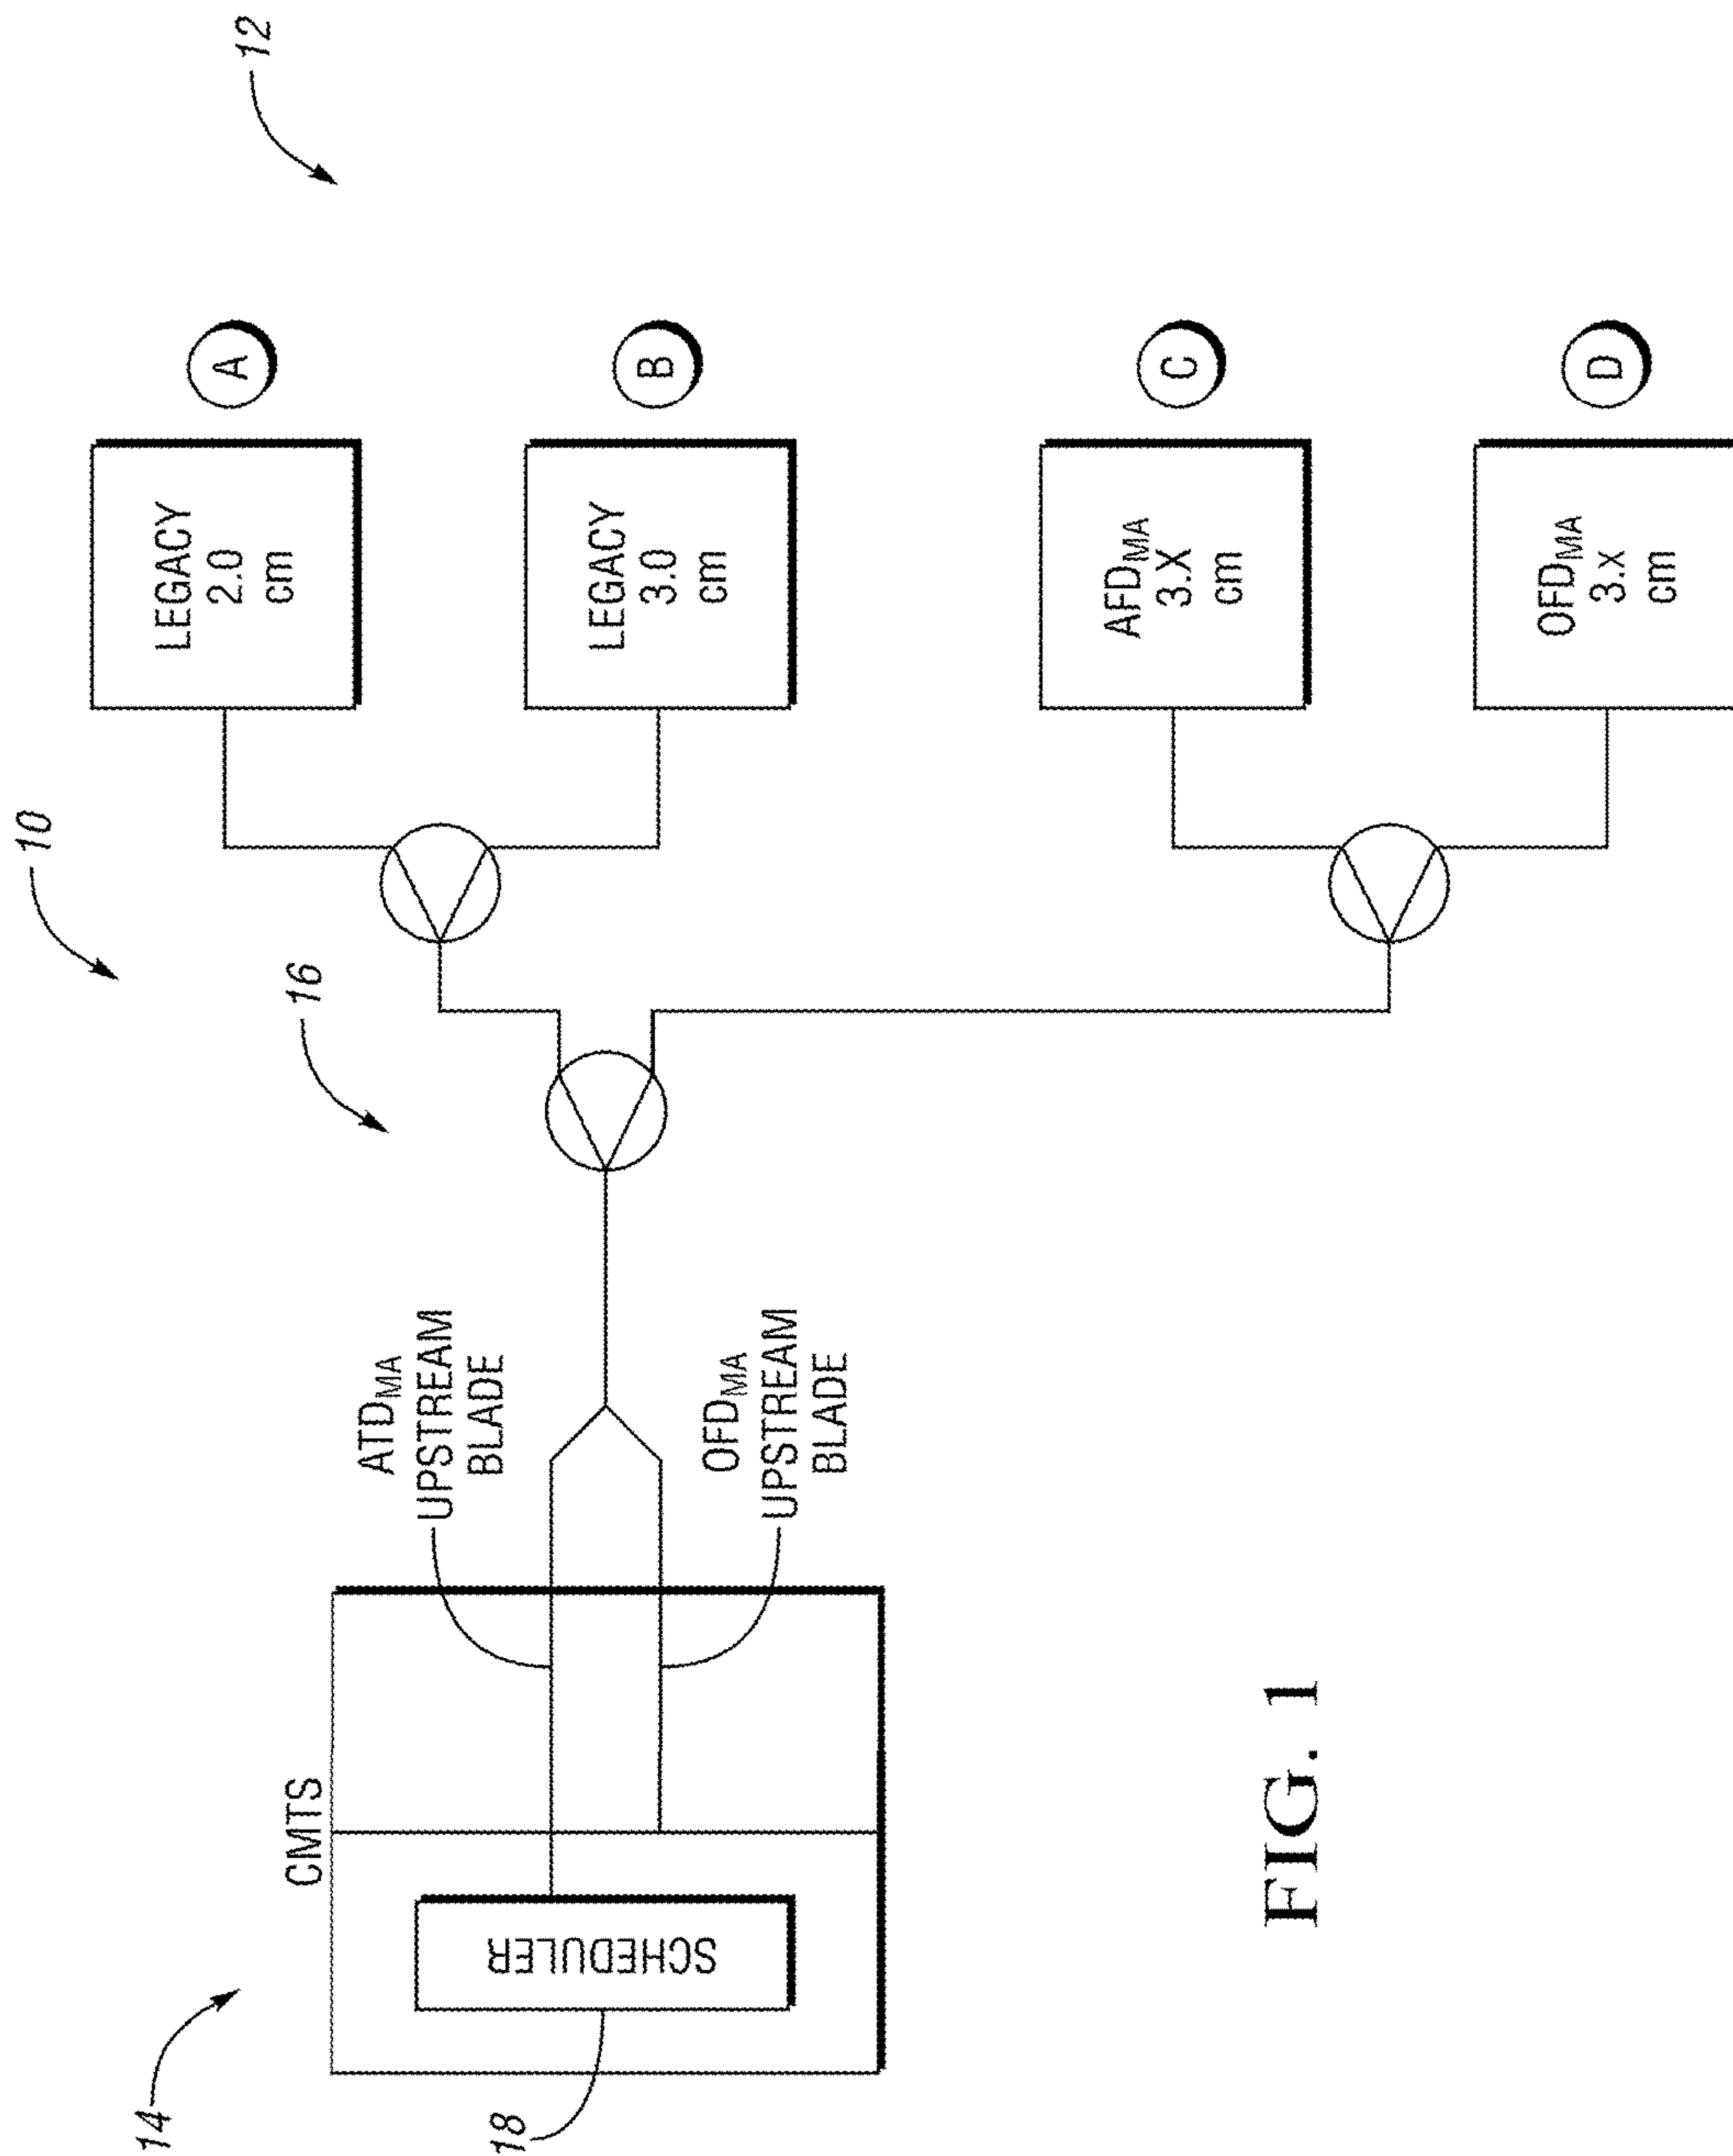 10
12
14
16
18
CMTS
SCHEDULER
ATDMA
UPSTREAM
BLADE
OFDMA
UPSTREAM
BLADE
LEGACY
2.0
cm
A
LEGACY
3.0
cm
B
AFDMA
3.X
cm
C
OFDMA
3.x
cm
D
FIG. 1